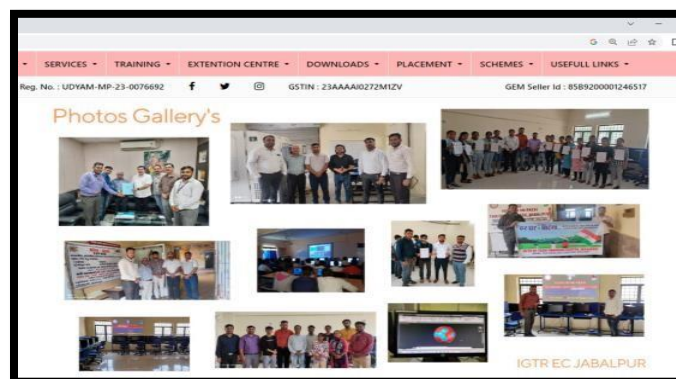 SERVICES TRAINING EXTENTION CENTRE DOWNLOADS PLACEMENT SCHEMES USEFULL LINKS
Reg. No. : UDYAM-MP-23-0076692 GSTIN : 23AAAAI0272M1ZV GEM Seller Id : 85B9200001246517
Photos Gallery's
IGTR EC JABALPUR